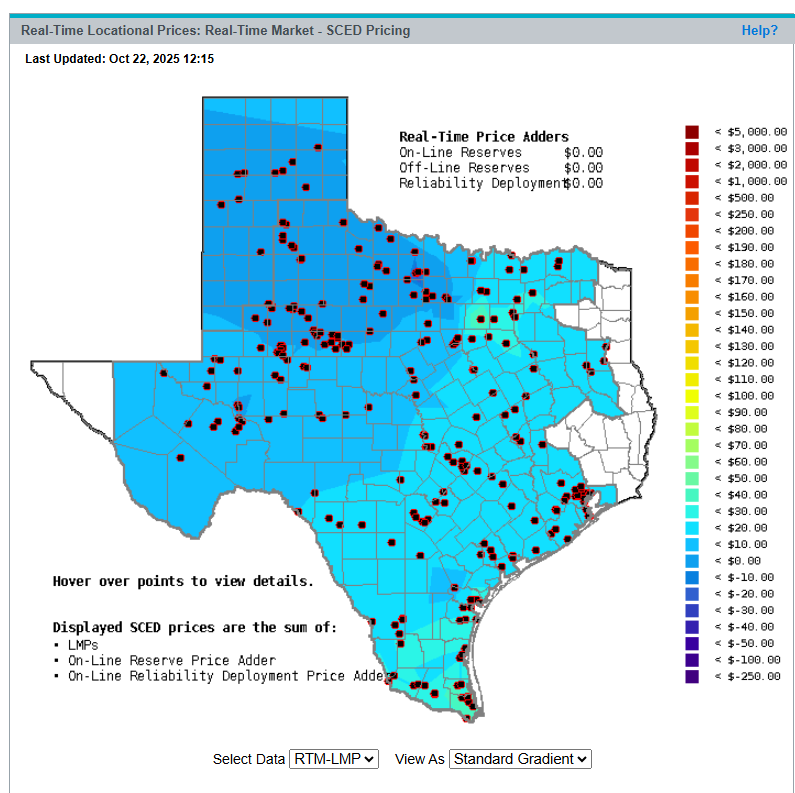 Real-Time Locational Prices: Real-Time Market - SCED Pricing
Help?
Last Updated: Oct 22, 2025 12:15
Real-Time Price Adders
On-Line Reserves $0.00
Off-Line Reserves $0.00
Reliability Deployment $0.00
< $5,000.00
< $3,000.00
< $2,000.00
< $1,000.00
< $500.00
< $250.00
< $200.00
< $190.00
< $180.00
< $170.00
< $160.00
< $150.00
< $140.00
< $130.00
< $120.00
< $110.00
< $100.00
< $90.00
< $80.00
< $70.00
< $60.00
< $50.00
< $40.00
< $30.00
< $20.00
< $10.00
< $0.00
< $-10.00
< $-20.00
< $-30.00
< $-40.00
< $-50.00
< $-100.00
< $-250.00
Hover over points to view details.
Displayed SCED prices are the sum of:
• LMPs
• On-Line Reserve Price Adder
• On-Line Reliability Deployment Price Adder
Select Data RTM-LMP View As Standard Gradient